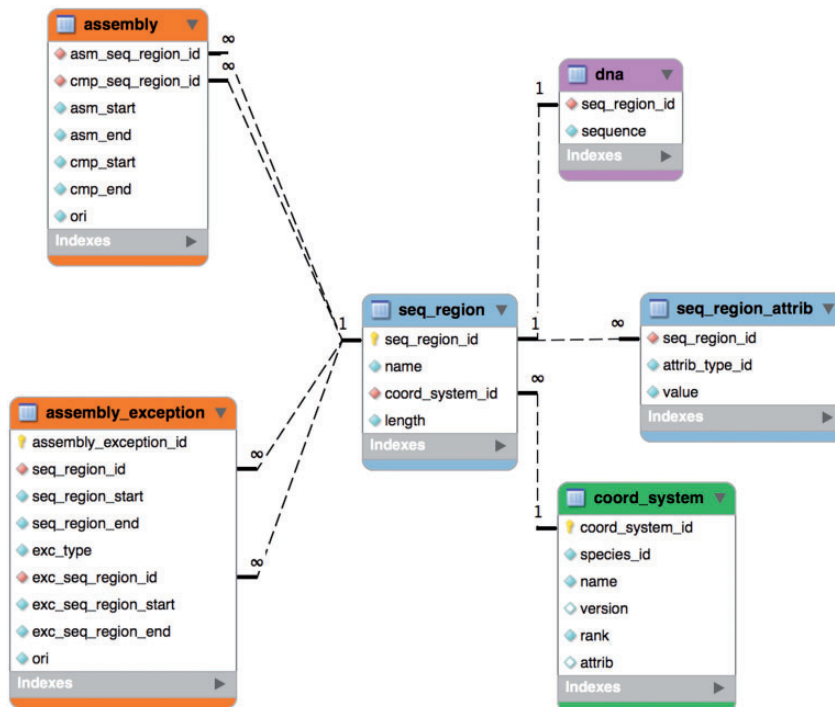 assembly
asm_seq_region_id
cmp_seq_region_id
asm_start
asm_end
cmp_start
cmp_end
ori
Indexes
∞
∞
dna
seq_region_id
sequence
Indexes
1
seq_region
seq_region_id
name
coord_system_id
length
Indexes
1
1
∞
seq_region_attrib
seq_region_id
attrib_type_id
value
Indexes
∞
assembly_exception
assembly_exception_id
seq_region_id
seq_region_start
seq_region_end
exc_type
exc_seq_region_id
exc_seq_region_start
exc_seq_region_end
ori
Indexes
∞
∞
coord_system
coord_system_id
species_id
name
version
rank
attrib
Indexes
1